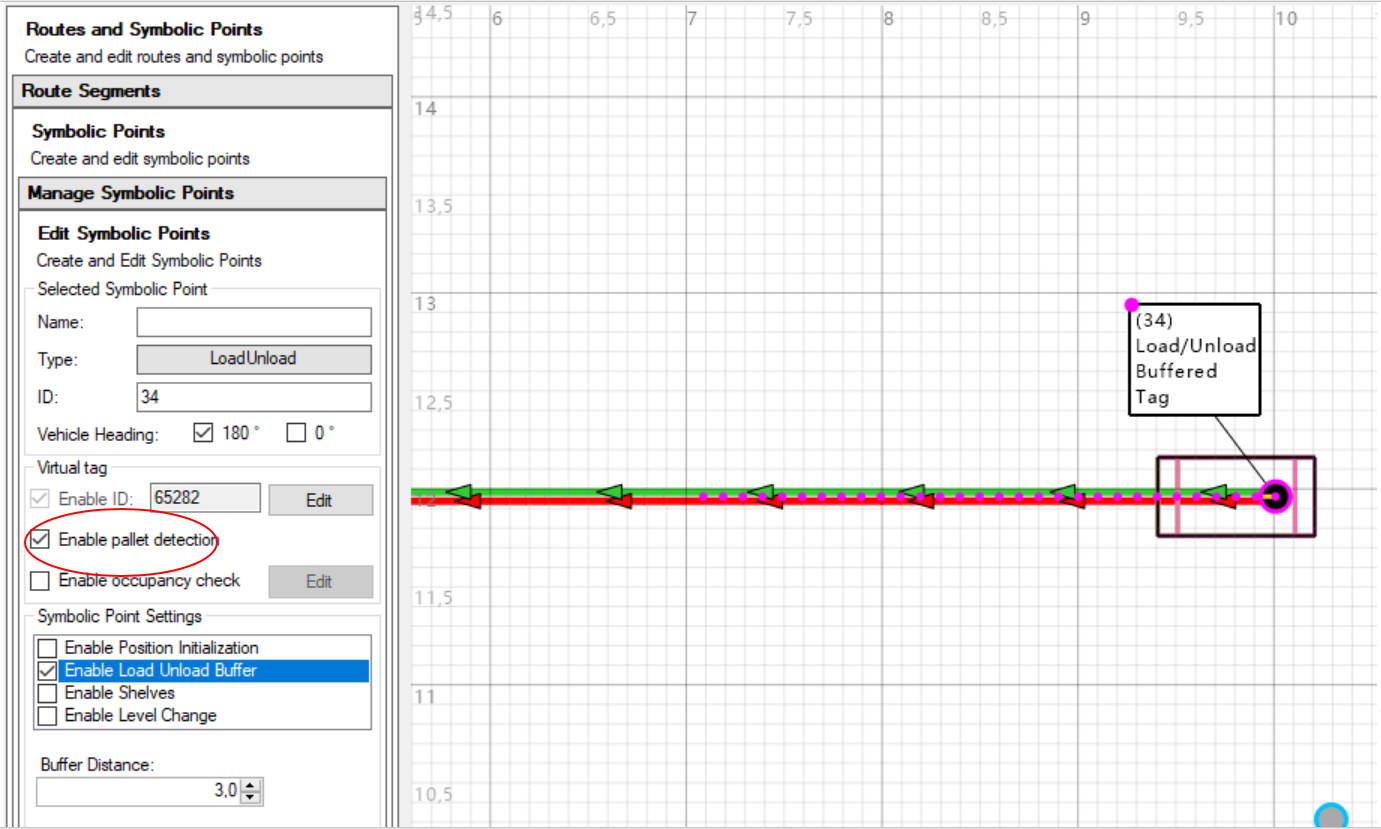 Routes and Symbolic Points
Create and edit routes and symbolic points
Route Segments
Symbolic Points
Create and edit symbolic points
Manage Symbolic Points
Edit Symbolic Points
Create and Edit Symbolic Points
Selected Symbolic Point
Name:
Type: LoadUnload
ID: 34
Vehicle Heading: 180 ° 0 °
Virtual tag
Enable ID: 65282 Edit
Enable pallet detection
Enable occupancy check Edit
Symbolic Point Settings
Enable Position Initialization
Enable Load Unload Buffer
Enable Shelves
Enable Level Change
Buffer Distance:
3,0
14,5 6 6,5 7 7,5 8 8,5 9 9,5 10
14
13,5
13
(34)
Load/Unload
Buffered
Tag
12,5
12
11,5
11
10,5